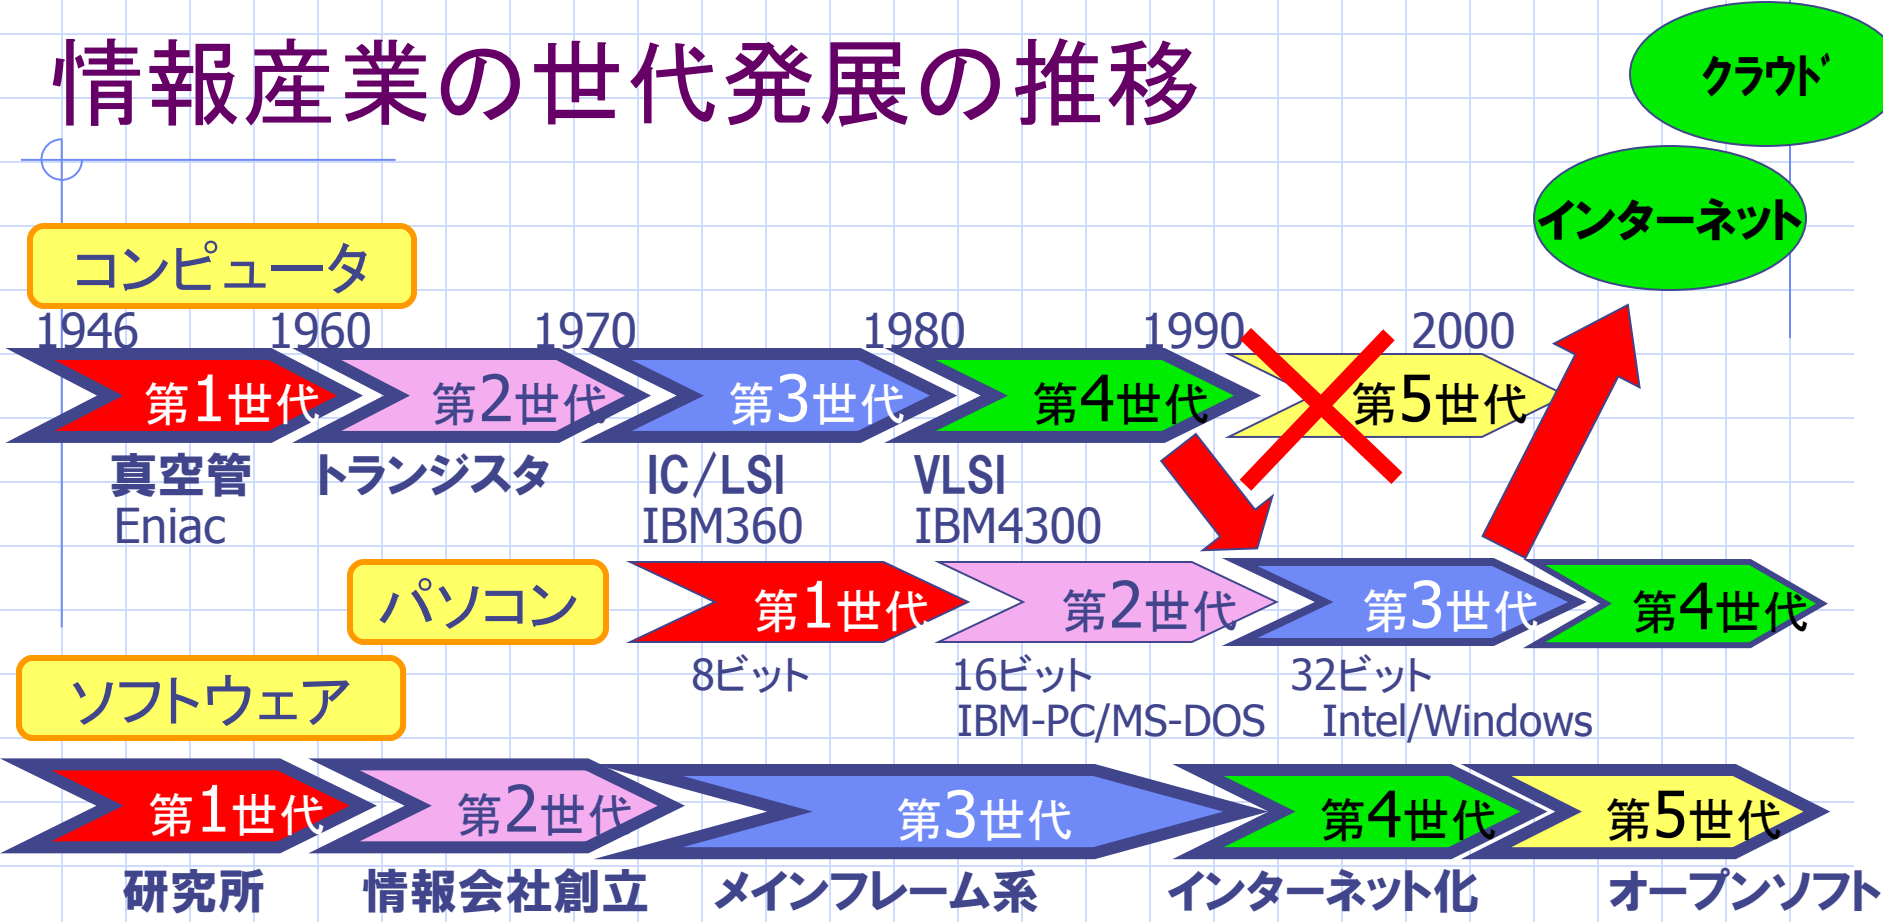 情報産業の世代発展の推移
クラウド
インターネット
コンピュータ
1946 1960 1970 1980 1990 2000
第1世代 第2世代 第3世代 第4世代 第5世代
真空管 トランジスタ IC/LSI VLSI
Eniac IBM360 IBM4300
パソコン
第1世代 第2世代 第3世代 第4世代
8ビット 16ビット 32ビット
IBM-PC/MS-DOS Intel/Windows
ソフトウェア
第1世代 第2世代 第3世代 第4世代 第5世代
研究所 情報会社創立 メインフレーム系 インターネット化 オープンソフト